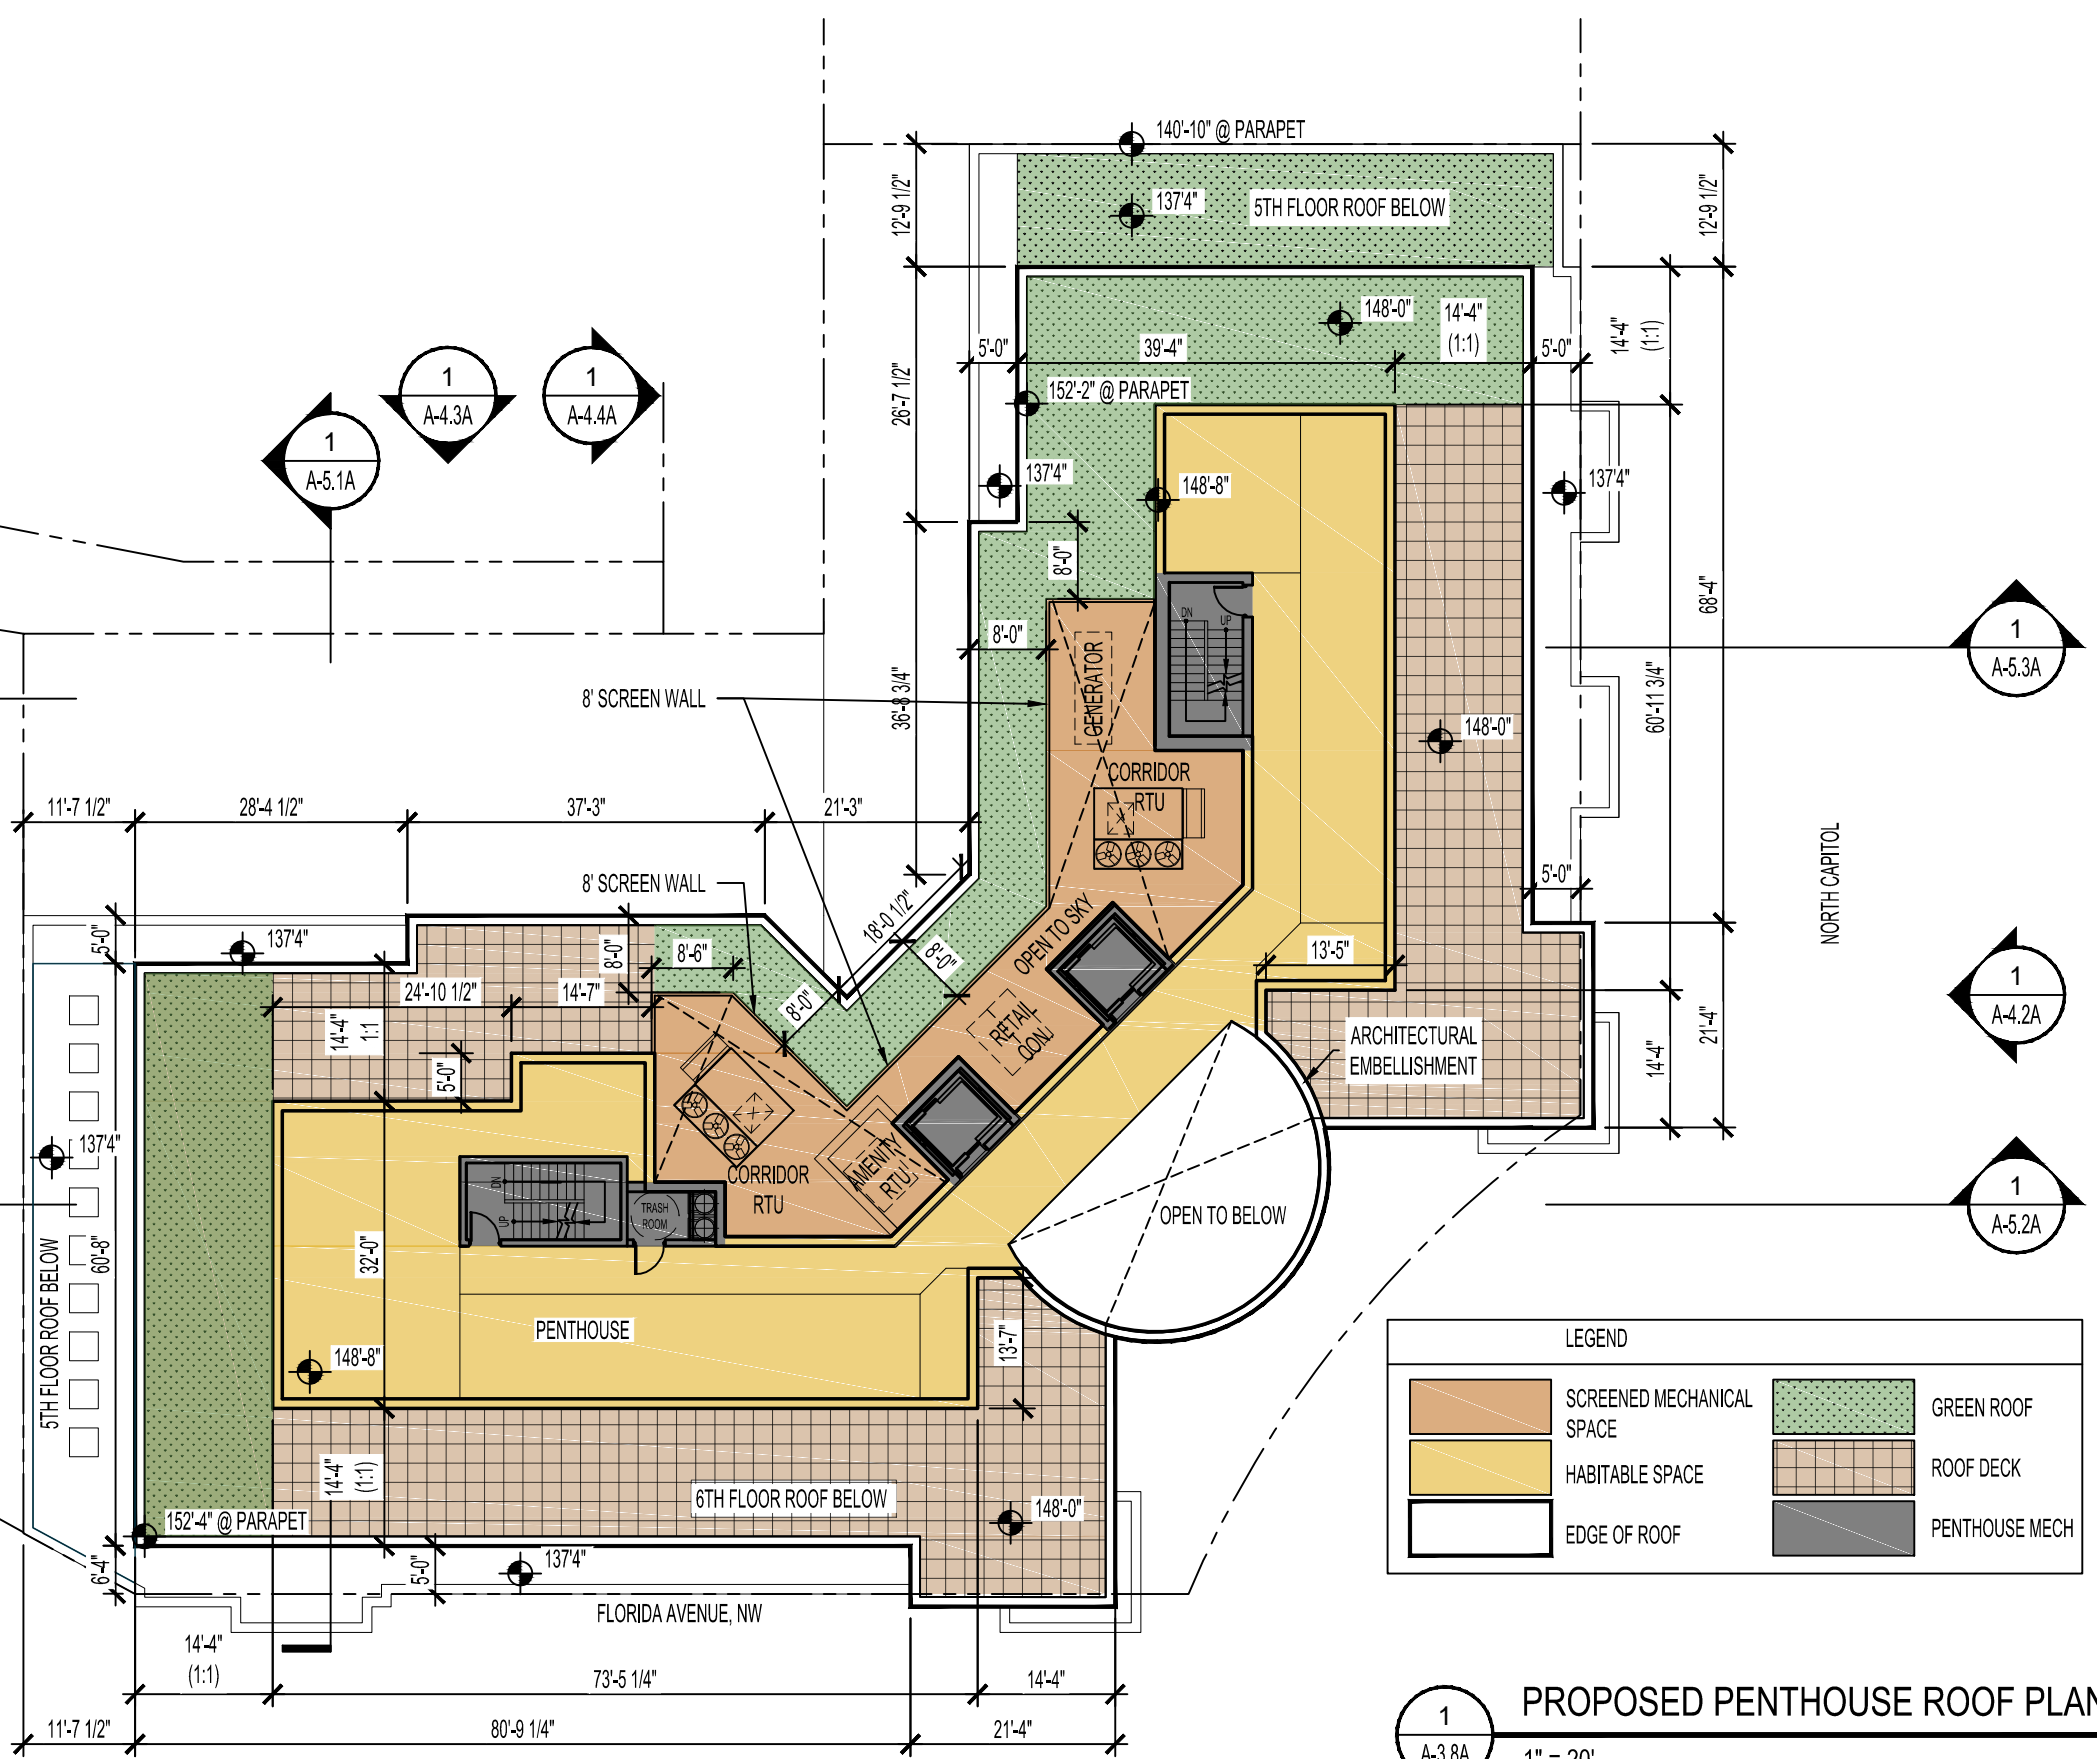 140'-10" @ PARAPET
137'4"
5TH FLOOR ROOF BELOW
12'-9 1/2"
12'-9 1/2"
148'-0"
14'-4"
(1:1)
14'-4"
(1:1)
5'-0"
39'-4"
5'-0"
152'-2" @ PARAPET
26'-7 1/2"
1
A-4.3A
1
A-4.4A
1
A-5.1A
137'4"
148'-8"
137'4"
8'-0"
8'-0"
DN
UP
68'-4"
1
A-5.3A
GENERATOR
8' SCREEN WALL
36'-8 3/4"
60'-11 3/4"
148'-0"
CORRIDOR
RTU
11'-7 1/2"
28'-4 1/2"
37'-3"
21'-3"
NORTH CAPITOL
8' SCREEN WALL
5'-0"
18'-0 1/2"
OPEN TO SKY
5'-0"
137'4"
8'-0"
8'-6"
8'-0"
13'-5"
24'-10 1/2"
14'-7"
8'-0"
14'-4"
1:1
RETAIL
1
A-4.2A
ARCHITECTURAL
EMBELLISHMENT
21'-4"
14'-4"
5'-0"
137'4"
AMENITY
RTU
CORRIDOR
RTU
DN
UP
TRASH
ROOM
OPEN TO BELOW
1
A-5.2A
60'-8"
32'-0"
5TH FLOOR ROOF BELOW
PENTHOUSE
13'-7"
148'-8"
LEGEND
SCREENED MECHANICAL
SPACE
GREEN ROOF
HABITABLE SPACE
ROOF DECK
EDGE OF ROOF
PENTHOUSE MECH
14'-4"
(1:1)
6TH FLOOR ROOF BELOW
148'-0"
152'-4" @ PARAPET
6'-4"
137'4"
5'-0"
FLORIDA AVENUE, NW
14'-4"
(1:1)
73'-5 1/4"
14'-4"
11'-7 1/2"
80'-9 1/4"
21'-4"
1
A-3.8A
PROPOSED PENTHOUSE ROOF PLAN
1" = 20'